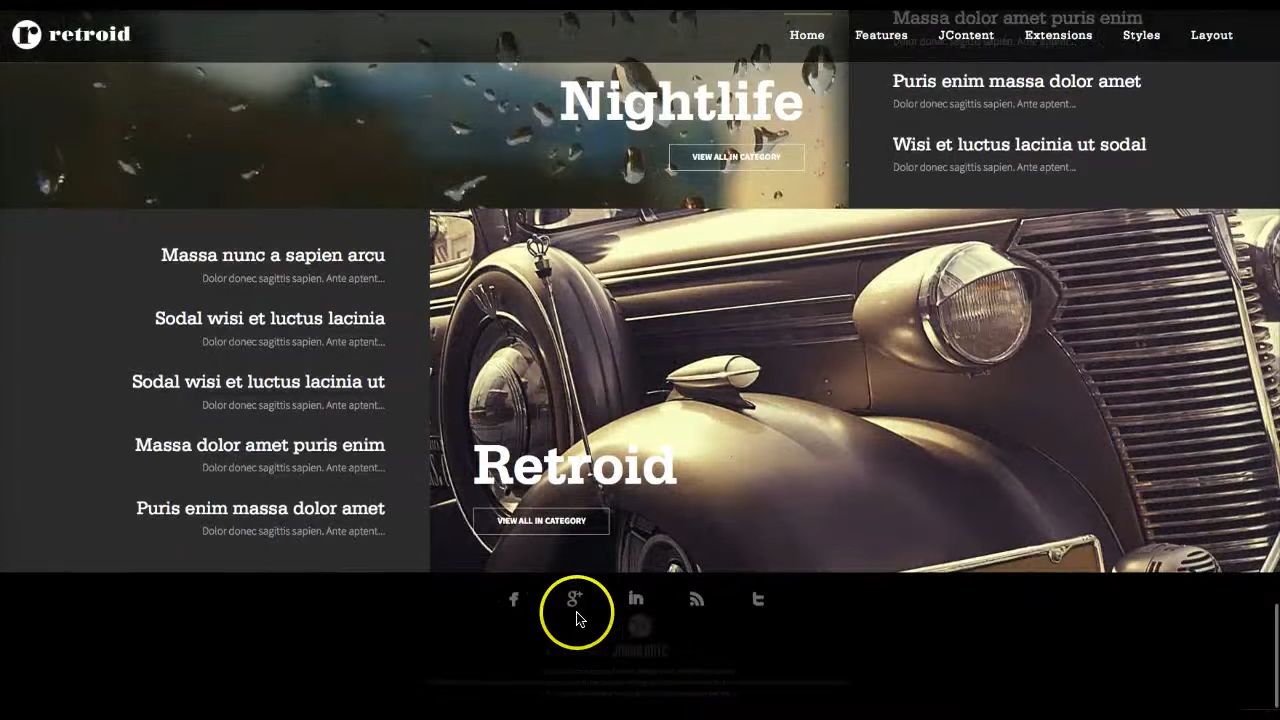 retroid
Home
Features
JContent
Extensions
Styles
Layout
Massa dolor amet puris enim
Nightlife
VIEW ALL IN CATEGORY
Puris enim massa dolor amet
Dolor donec sagittis sapien. Ante aptent...
Wisi et luctus lacinia ut sodal
Dolor donec sagittis sapien. Ante aptent...
Massa nunc a sapien arcu
Dolor donec sagittis sapien. Ante aptent...
Sodal wisi et luctus lacinia
Dolor donec sagittis sapien. Ante aptent...
Sodal wisi et luctus lacinia ut
Dolor donec sagittis sapien. Ante aptent...
Massa dolor amet puris enim
Dolor donec sagittis sapien. Ante aptent...
Puris enim massa dolor amet
Dolor donec sagittis sapien. Ante aptent...
Retroid
VIEW ALL IN CATEGORY